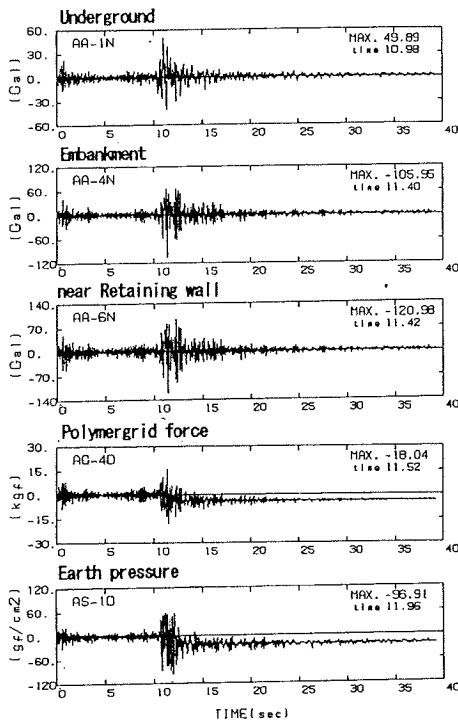 Underground
60.
30.
0.
-30.
60.
(Gal)
AA-1N
MAX. 49.89
time 10.98
0 5 10 15 20 25 30 35 40
Embankment
120
60.
0.
-60.
-120
(Gal)
AA-4N
MAX. -105.95
time 11.40
0 5 10 15 20 25 30 35 40
near Retaining wall
140
70.
0.
-70.
-140
(Gal)
AA-6N
MAX. -120.98
time 11.42
0 5 10 15 20 25 30 35 40
Polymergrid force
30.
15.
0.
-15.
-30.
(kgf)
AG-4D
MAX. -18.04
time 11.52
0 5 10 15 20 25 30 35 40
Earth pressure
120
60.
0.
-60.
-120
(gf/cm2)
AS-1D
MAX. -96.91
time 11.96
0 5 10 15 20 25 30 35 40
TIME(sec)